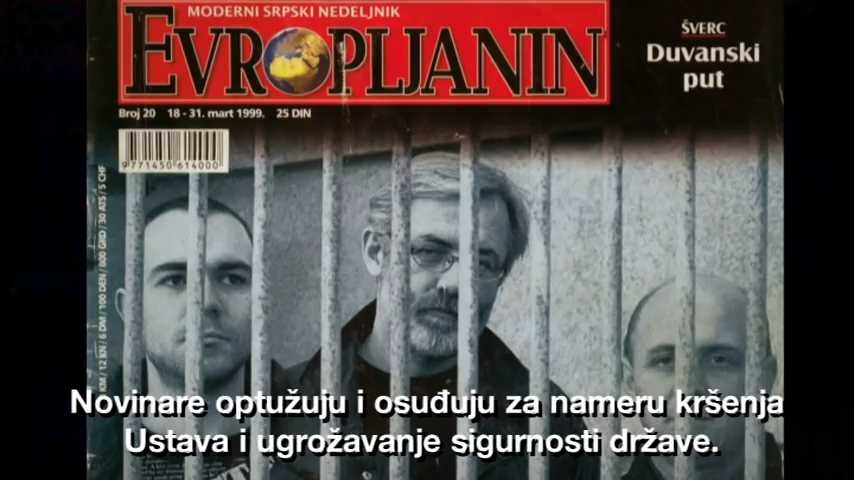 MODERNI SRPSKI NEDELJNIK
EVROPLJANIN
ŠVERC
Duvanski
put
Broj 20 18 - 31. mart 1999. 25 DIN
9 771450 614000
KM / 12 KN / 6 DM / 100 DEN / 800 GRD / 30 ATS / 5 CHF
Novinare optužuju i osuđuju za nameru kršenja
Ustava i ugrožavanje sigurnosti države.